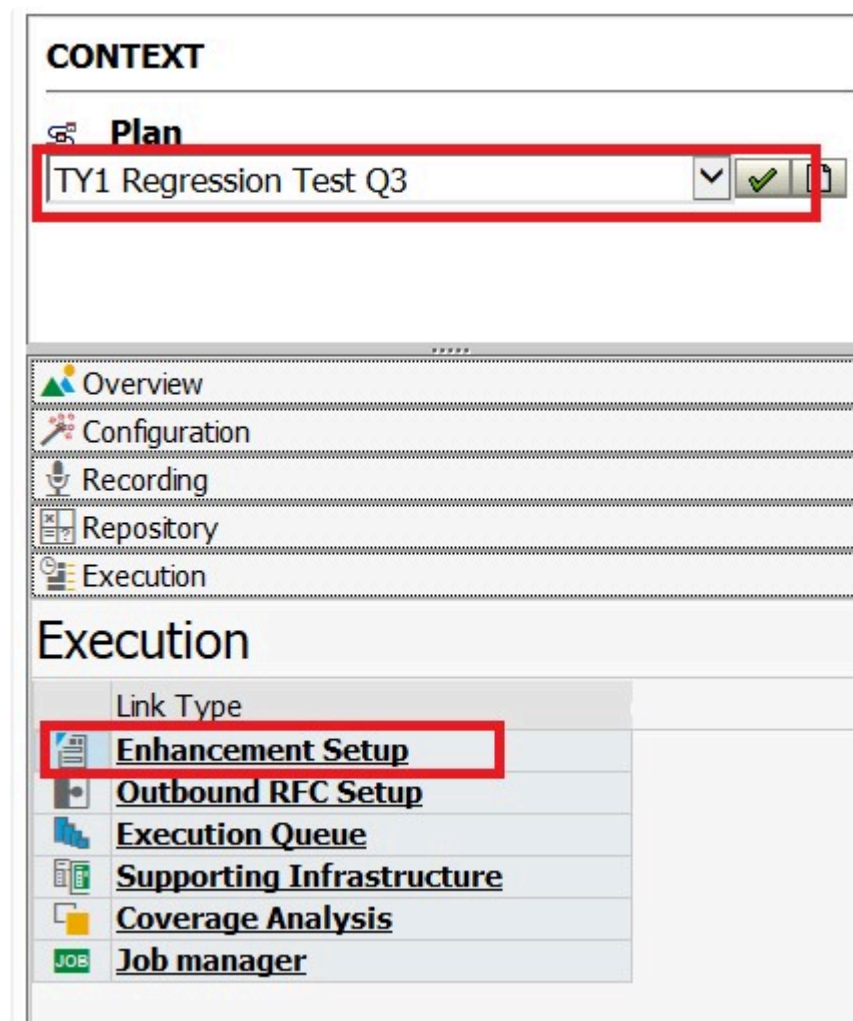 CONTEXT
Plan
TY1 Regression Test Q3
Overview
Configuration
Recording
Repository
Execution
Execution
Link Type
Enhancement Setup
Outbound RFC Setup
Execution Queue
Supporting Infrastructure
Coverage Analysis
JOB Job manager